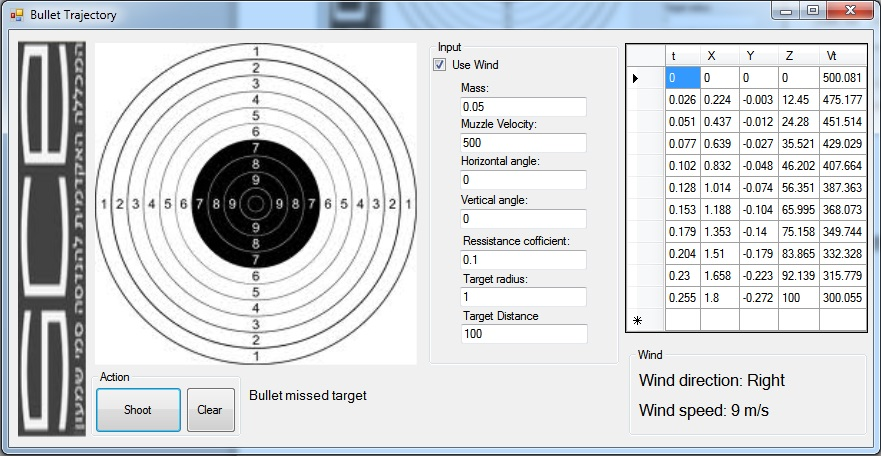 Bullet Trajectory
המכללה האקדמית להנדסה סמי שמעון
1
2
3
4
5
6
7
8
9
1 2 3 4 5 6 7 8 9 9 8 7 6 5 4 3 2 1
9
8
7
6
5
4
3
2
1
Action
Shoot Clear
Bullet missed target
Input
Use Wind
Mass:
0.05
Muzzle Velocity:
500
Horizontal angle:
0
Vertical angle:
0
Ressistance cofficient:
0.1
Target radius:
1
Target Distance
100
t X Y Z Vt
0 0 0 0 500.081
0.026 0.224 -0.003 12.45 475.177
0.051 0.437 -0.012 24.28 451.514
0.077 0.639 -0.027 35.521 429.029
0.102 0.832 -0.048 46.202 407.664
0.128 1.014 -0.074 56.351 387.363
0.153 1.188 -0.104 65.995 368.073
0.179 1.353 -0.14 75.158 349.744
0.204 1.51 -0.179 83.865 332.328
0.23 1.658 -0.223 92.139 315.779
0.255 1.8 -0.272 100 300.055
Wind
Wind direction: Right
Wind speed: 9 m/s